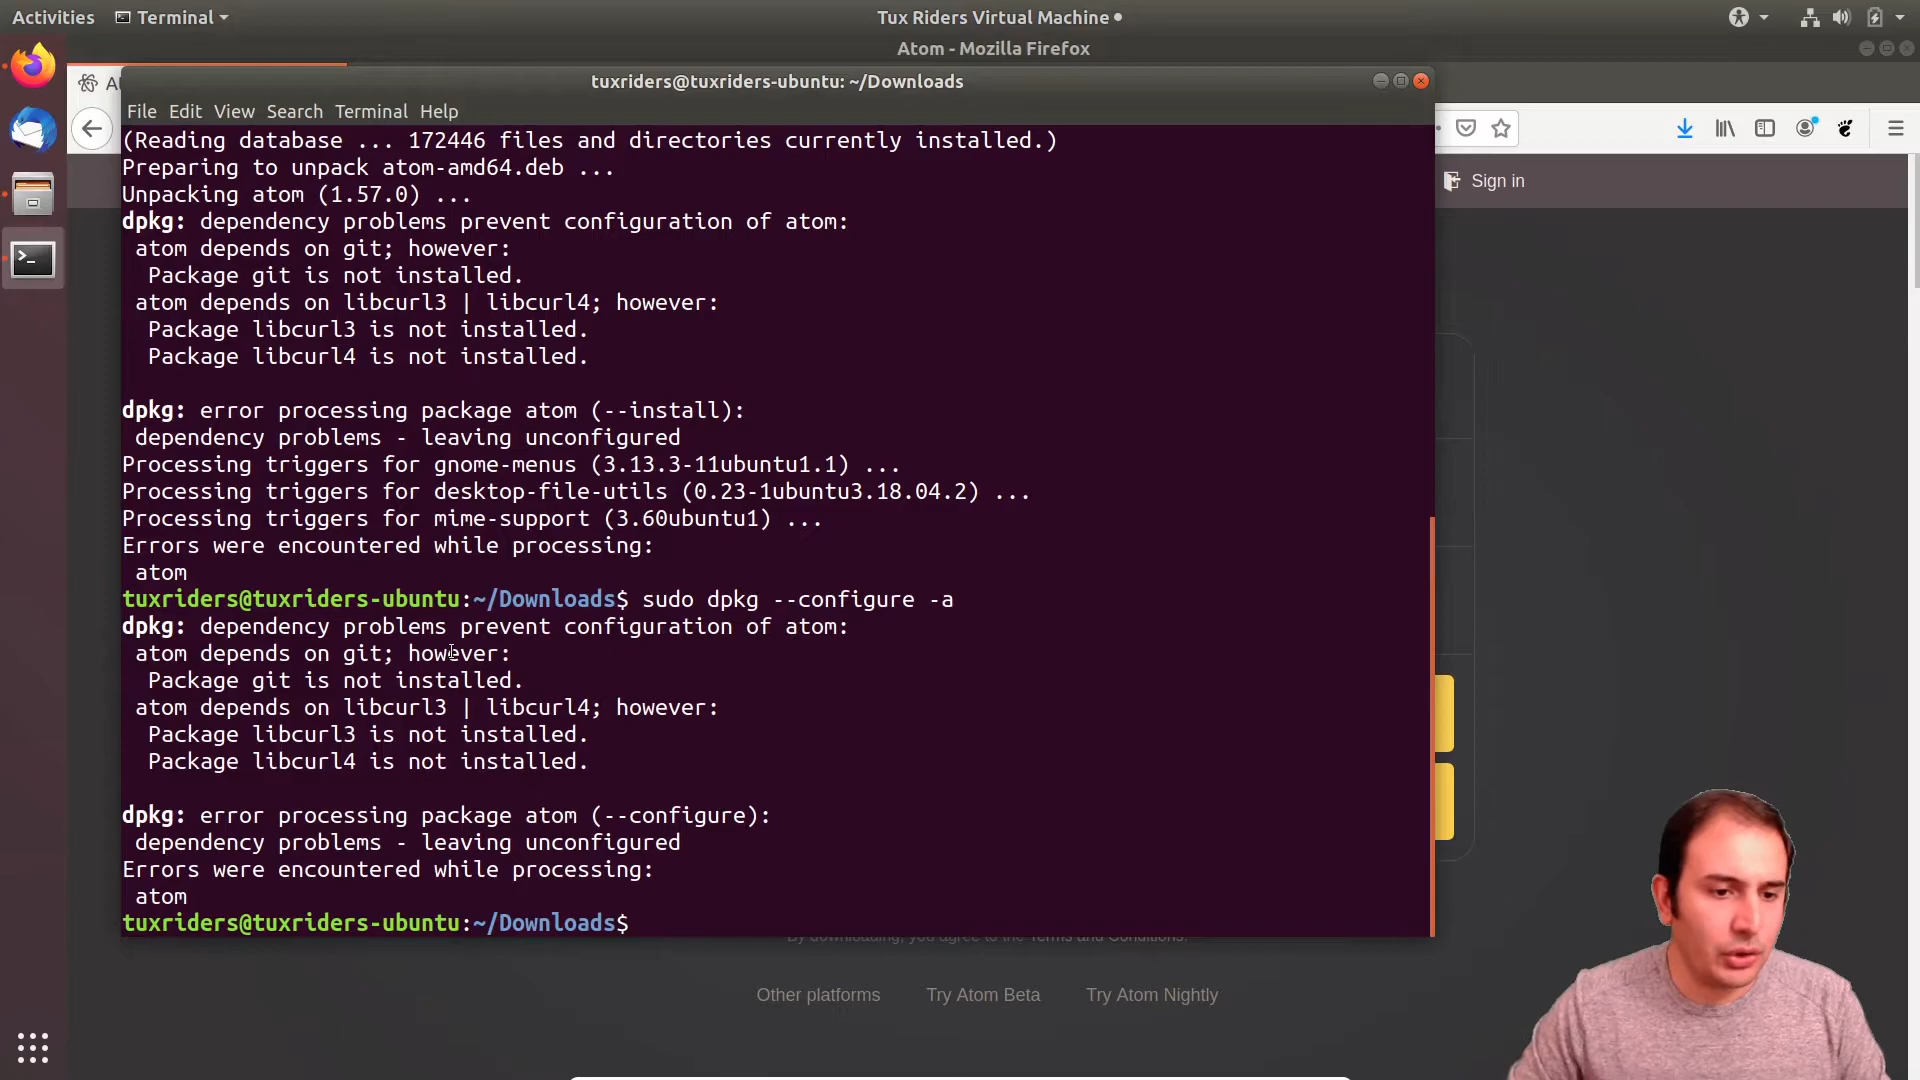 Activities Terminal Tux Riders Virtual Machine
Atom - Mozilla Firefox
tuxriders@tuxriders-ubuntu: ~/Downloads
File Edit View Search Terminal Help
(Reading database ... 172446 files and directories currently installed.)
Preparing to unpack atom-amd64.deb ...
Unpacking atom (1.57.0) ...
dpkg: dependency problems prevent configuration of atom:
atom depends on git; however:
Package git is not installed.
atom depends on libcurl3 | libcurl4; however:
Package libcurl3 is not installed.
Package libcurl4 is not installed.
dpkg: error processing package atom (--install):
dependency problems - leaving unconfigured
Processing triggers for gnome-menus (3.13.3-11ubuntu1.1) ...
Processing triggers for desktop-file-utils (0.23-1ubuntu3.18.04.2) ...
Processing triggers for mime-support (3.60ubuntu1) ...
Errors were encountered while processing:
atom
tuxriders@tuxriders-ubuntu:~/Downloads$ sudo dpkg --configure -a
dpkg: dependency problems prevent configuration of atom:
atom depends on git; however:
Package git is not installed.
atom depends on libcurl3 | libcurl4; however:
Package libcurl3 is not installed.
Package libcurl4 is not installed.
dpkg: error processing package atom (--configure):
dependency problems - leaving unconfigured
Errors were encountered while processing:
atom
tuxriders@tuxriders-ubuntu:~/Downloads$
Sign in
By downloading, you agree to the Terms and Conditions.
Other platforms Try Atom Beta Try Atom Nightly